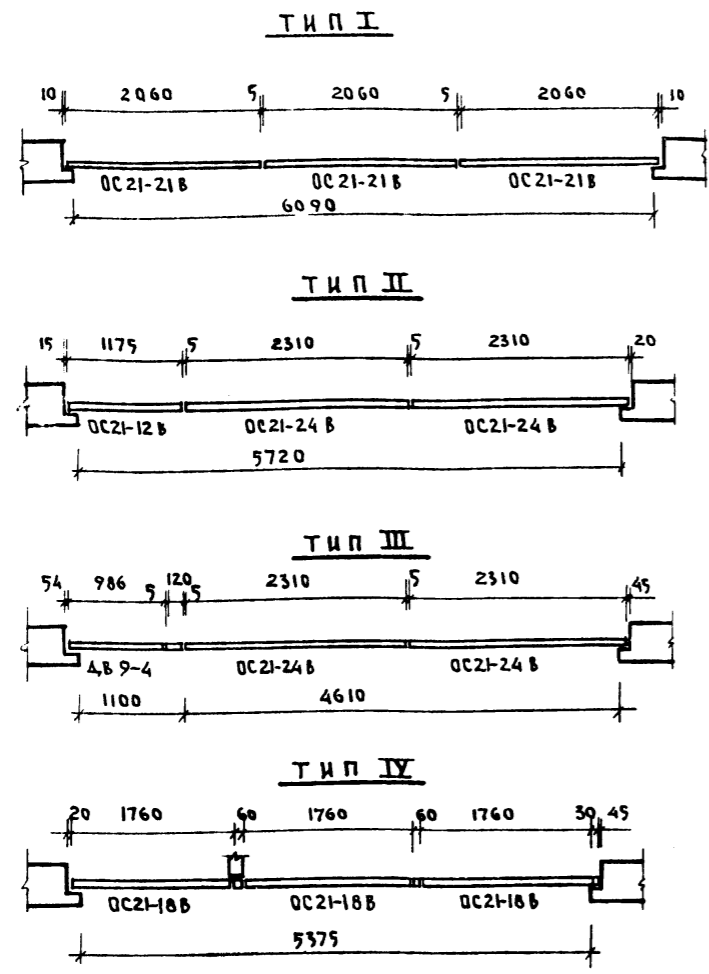 ТИП I
10 2060 5 2060 5 2060 10
ОС21-21В ОС21-21В ОС21-21В
6090
ТИП II
15 1175 5 2310 5 2310 20
ОС21-12В ОС21-24В ОС21-24В
5720
ТИП III
54 986 5 120 5 2310 5 2310 45
ДВ 9-4 ОС21-24В ОС21-24В
1100 4610
ТИП IV
20 1760 60 1760 60 1760 30 45
ОС21-18В ОС21-18В ОС21-18В
5375